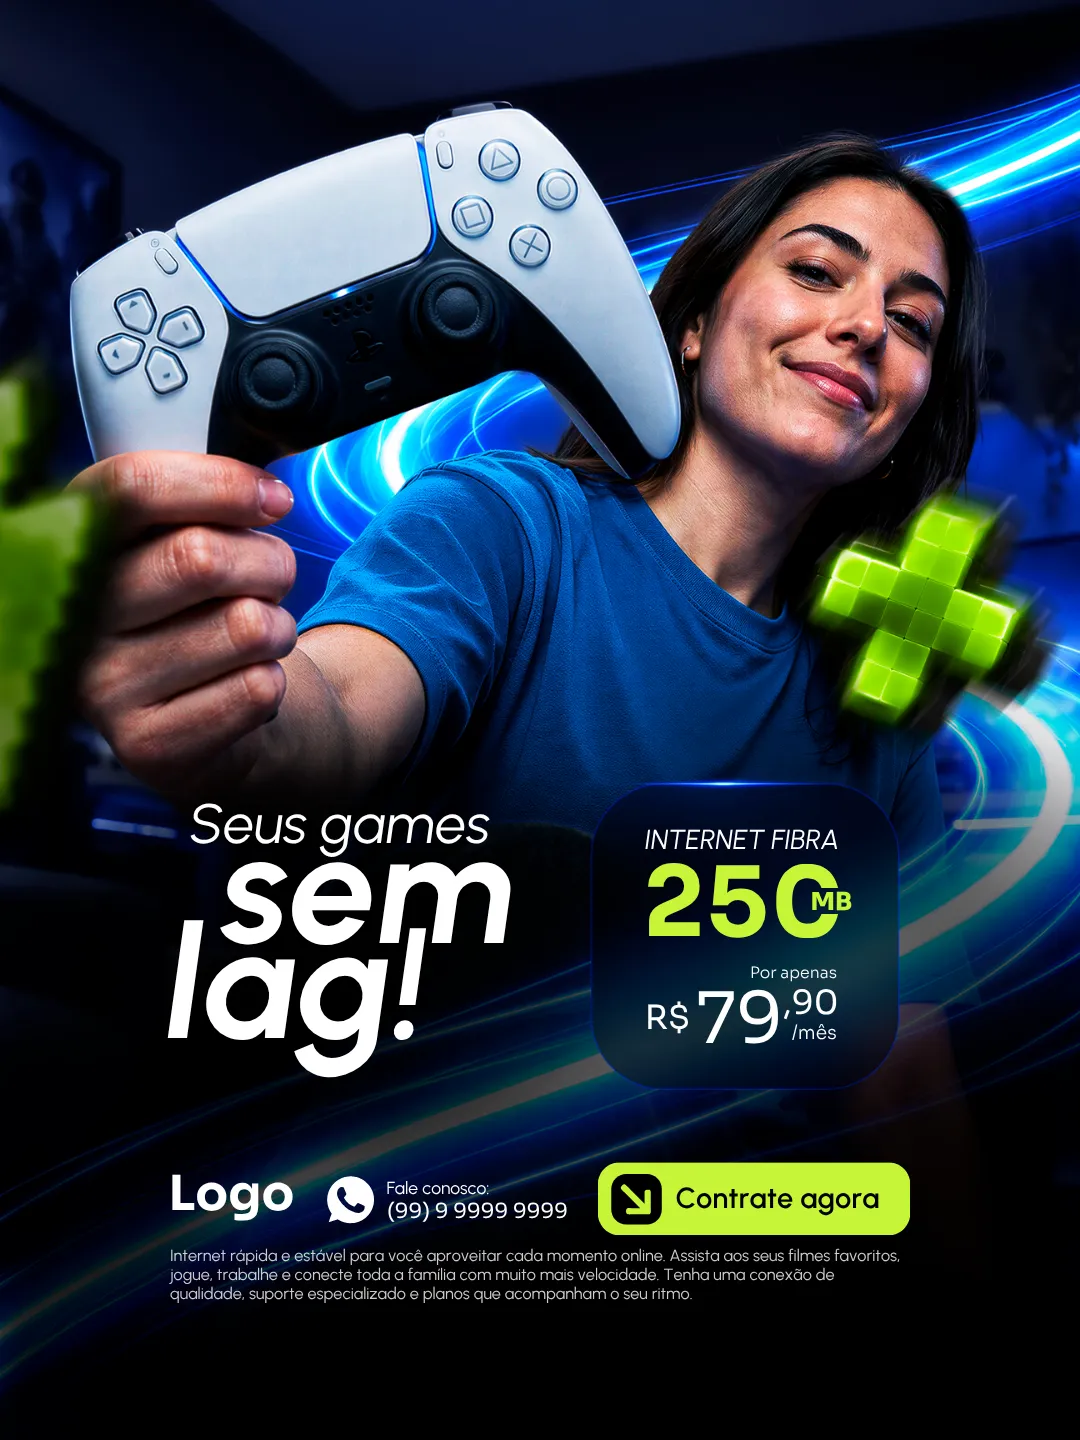 Seus games
sem
lag!
INTERNET FIBRA
250 MB
Por apenas
R$ 79,90
/mês
Logo
Fale conosco:
(99) 9 9999 9999
Contrate agora
Internet rápida e estável para você aproveitar cada momento online. Assista aos seus filmes favoritos,
jogue, trabalhe e conecte toda a família com muito mais velocidade. Tenha uma conexão de
qualidade, suporte especializado e planos que acompanham o seu ritmo.